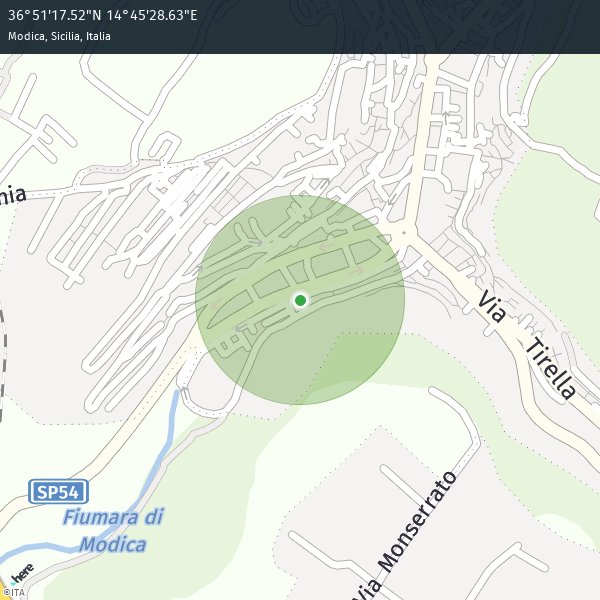 36°51'17.52"N 14°45'28.63"E
Modica, Sicilia, Italia
nia
Via Tirella
SP54
Fiumara di
Modica
Via Monserrato
here
©ITA